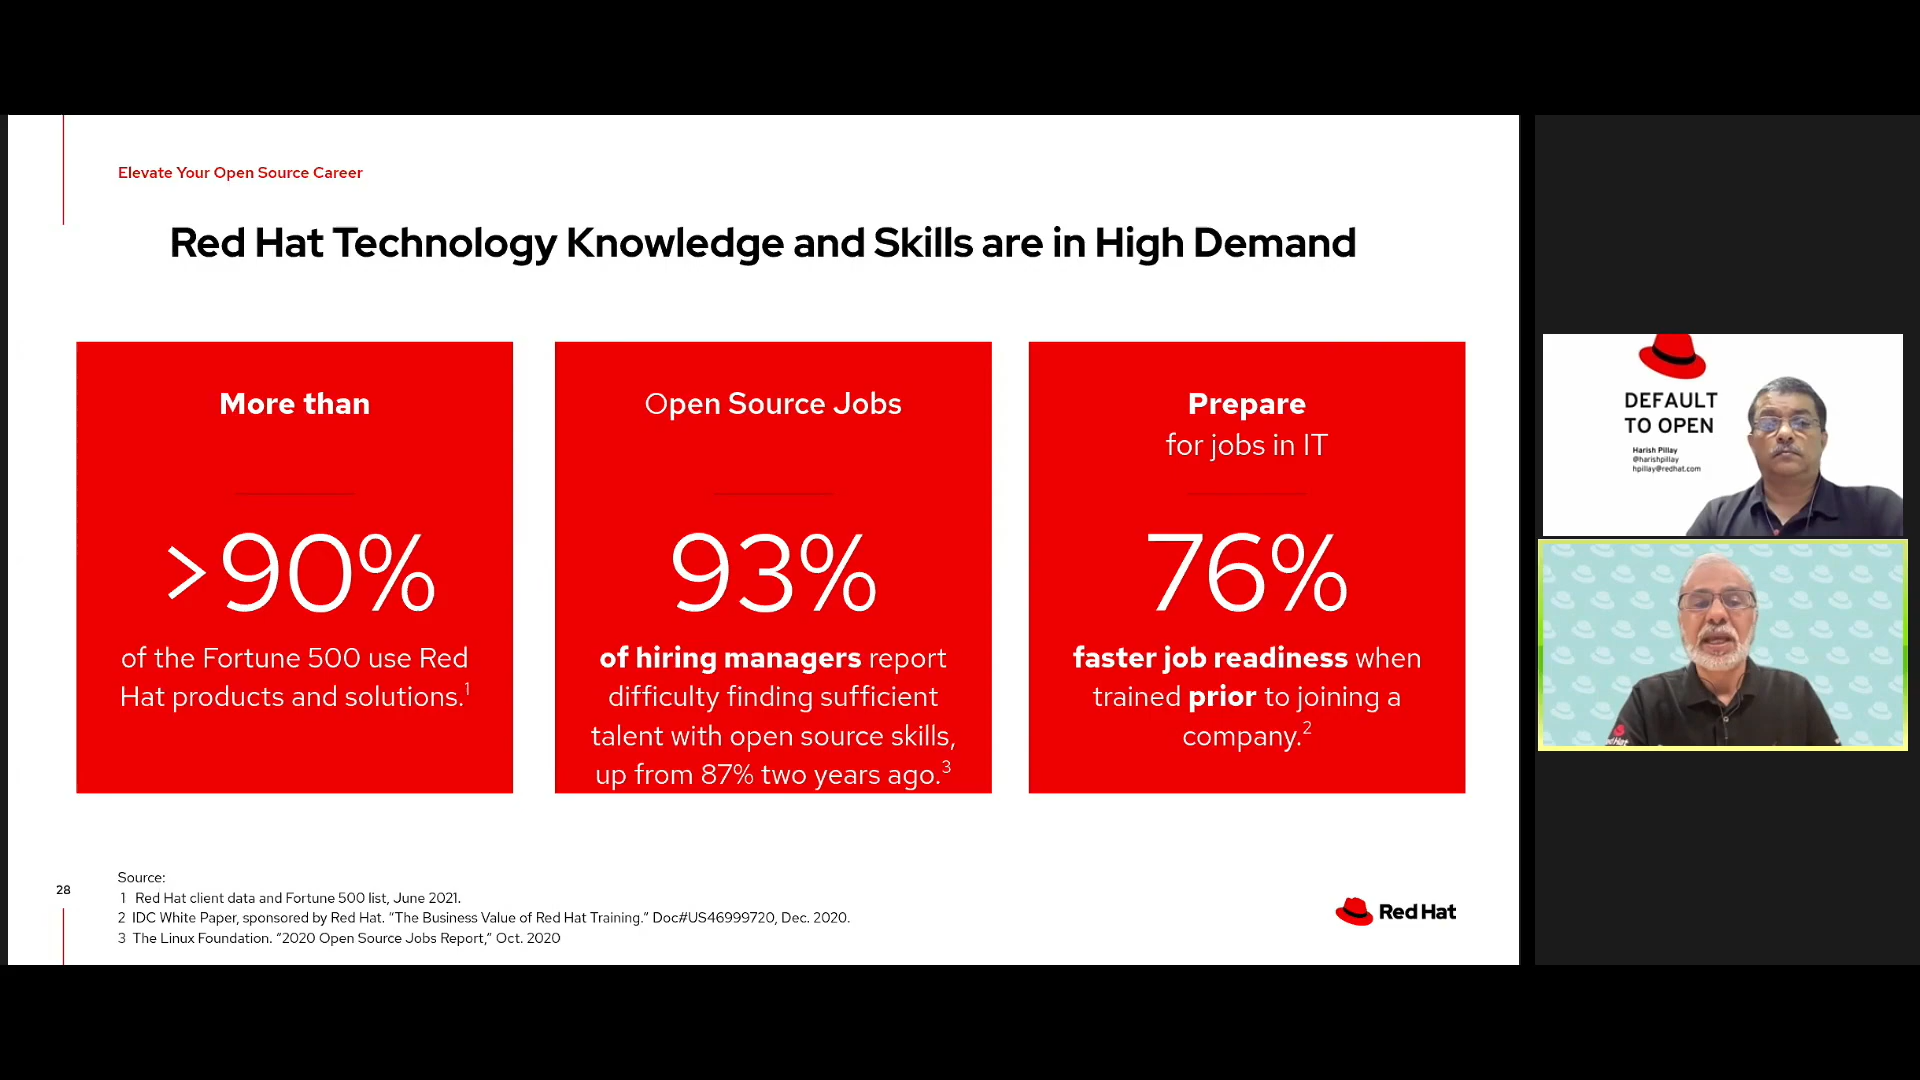 Elevate Your Open Source Career
Red Hat Technology Knowledge and Skills are in High Demand
More than
>90%
of the Fortune 500 use Red
Hat products and solutions.1
Open Source Jobs
93%
of hiring managers report
difficulty finding sufficient
talent with open source skills,
up from 87% two years ago.3
Prepare
for jobs in IT
76%
faster job readiness when
trained prior to joining a
company.2
Source:
1 Red Hat client data and Fortune 500 list, June 2021.
2 IDC White Paper, sponsored by Red Hat. "The Business Value of Red Hat Training." Doc#US46999720, Dec. 2020.
3 The Linux Foundation. "2020 Open Source Jobs Report," Oct. 2020
28
Red Hat
DEFAULT
TO OPEN
Harish Pillay
@harishpillay
hpillay@redhat.com